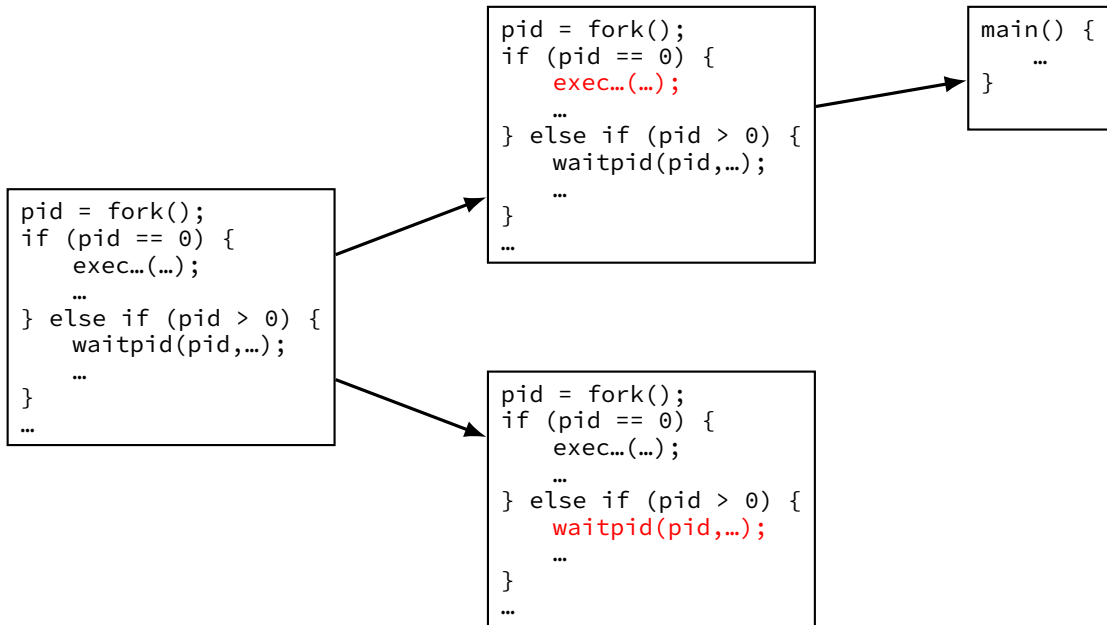 pid = fork();
if (pid == 0) {
    exec…(…);
    …
} else if (pid > 0) {
    waitpid(pid,…);
    …
}
…
pid = fork();
if (pid == 0) {
    exec…(…);
    …
} else if (pid > 0) {
    waitpid(pid,…);
    …
}
…
main() {
    …
}
pid = fork();
if (pid == 0) {
    exec…(…);
    …
} else if (pid > 0) {
    waitpid(pid,…);
    …
}
…